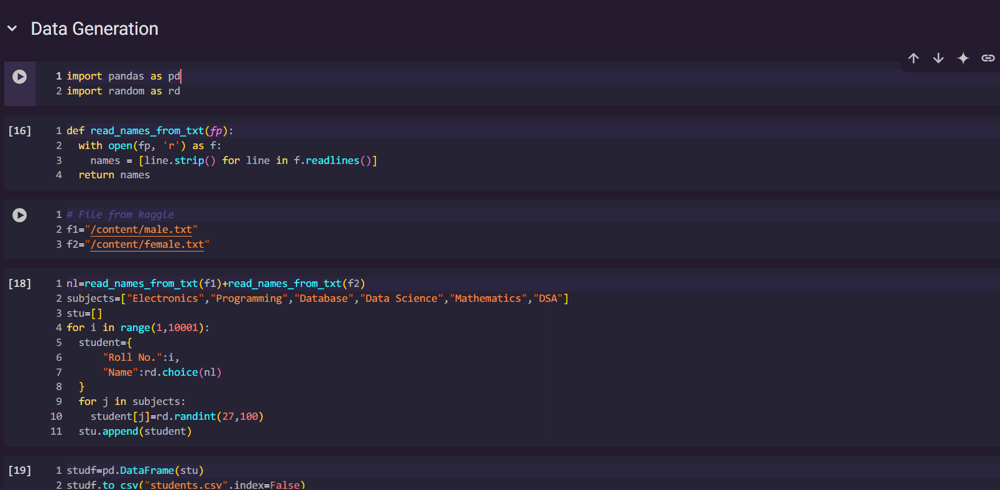 Data Generation
1 import pandas as pd
2 import random as rd
[16]
1 def read_names_from_txt(fp):
2   with open(fp, 'r') as f:
3     names = [line.strip() for line in f.readlines()]
4   return names
1 # File from kaggle
2 f1="/content/male.txt"
3 f2="/content/female.txt"
[18]
1 nl=read_names_from_txt(f1)+read_names_from_txt(f2)
2 subjects=["Electronics","Programming","Database","Data Science","Mathematics","DSA"]
3 stu=[]
4 for i in range(1,10001):
5   student={
6       "Roll No.":i,
7       "Name":rd.choice(nl)
8   }
9   for j in subjects:
10     student[j]=rd.randint(27,100)
11   stu.append(student)
[19]
1 studf=pd.DataFrame(stu)
2 studf.to_csv("students.csv",index=False)